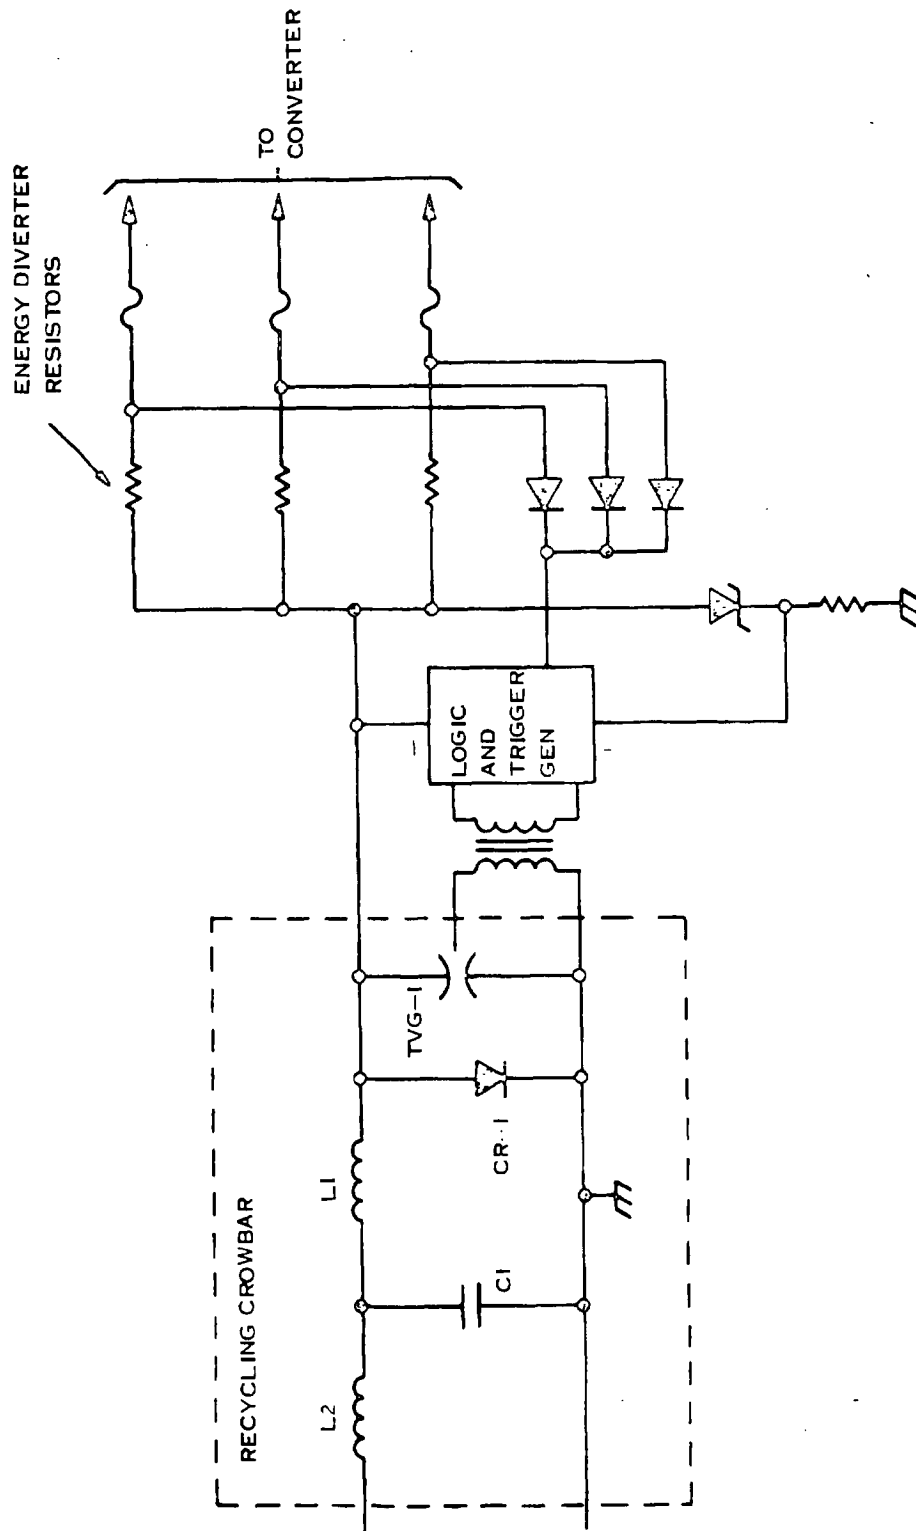 ENERGY DIVERTER
RESISTORS
TO
CONVERTER
LOGIC
AND
TRIGGER
GEN
RECYCLING CROWBAR
L2
L1
C1
CR-1
TVG-1